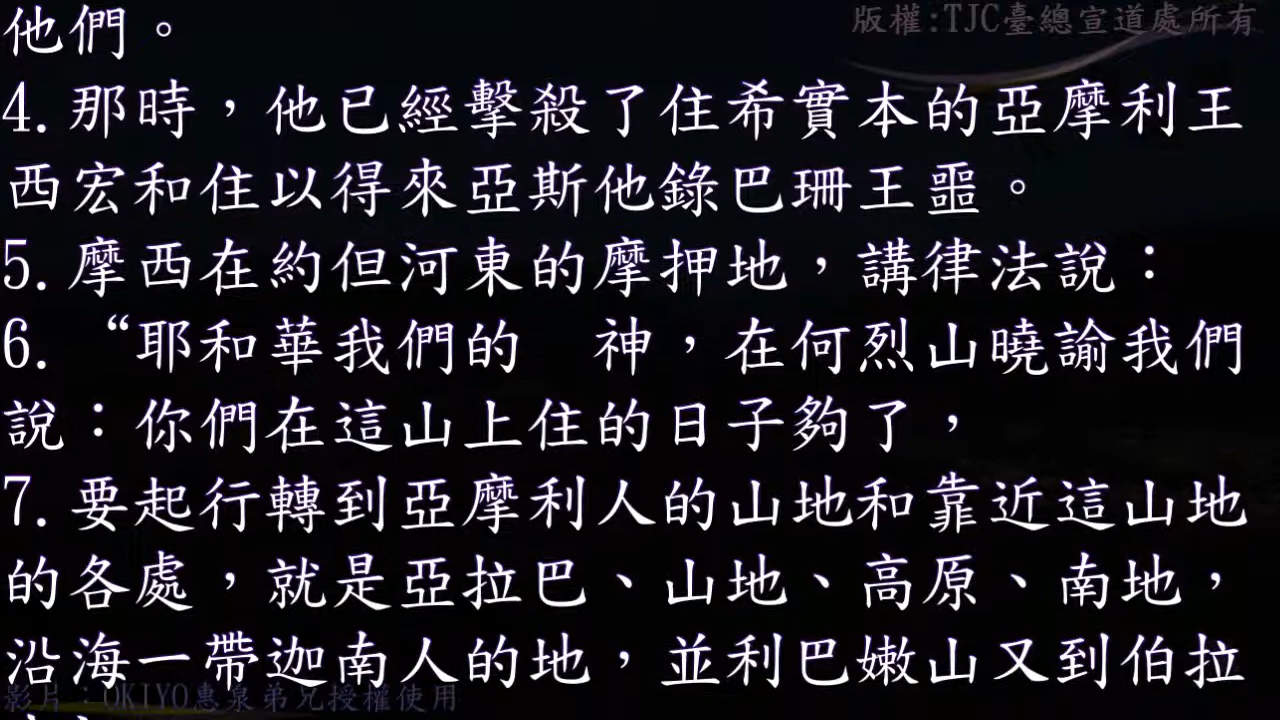 他們。
版權:TJC臺總宣道處所有
4.那時，他已經擊殺了住希實本的亞摩利王
西宏和住以得來亞斯他錄巴珊王噩。
5.摩西在約但河東的摩押地，講律法說：
6.“耶和華我們的　神，在何烈山曉諭我們
說：你們在這山上住的日子夠了，
7.要起行轉到亞摩利人的山地和靠近這山地
的各處，就是亞拉巴、山地、高原、南地，
沿海一帶迦南人的地，並利巴嫩山又到伯拉
影片：OKIYO惠泉弟兄授權使用